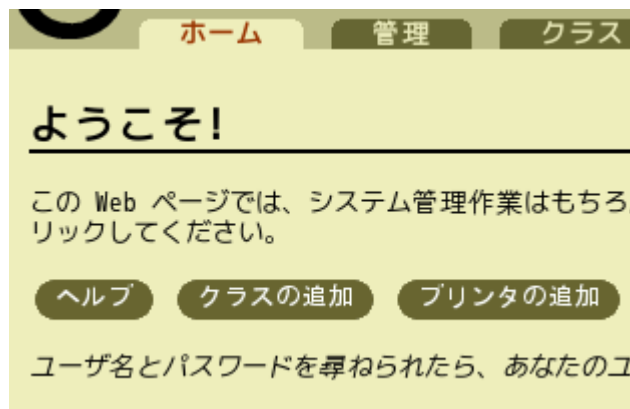 ホーム 管理 クラス
ようこそ!
この Web ページでは、システム管理作業はもちろ
リックしてください。
ヘルプ クラスの追加 プリンタの追加
ユーザ名とパスワードを尋ねられたら、あなたのユ